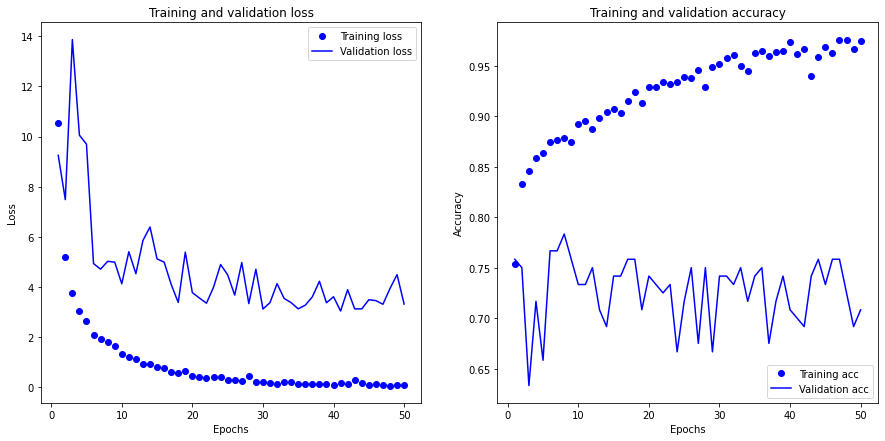 Training and validation loss
Training loss
Validation loss
14
12
10
8
6
4
2
0
Loss
0
10
20
30
40
50
Epochs
Training and validation accuracy
0.95
0.90
0.85
0.80
0.75
0.70
0.65
Accuracy
Training acc
Validation acc
0
10
20
30
40
50
Epochs